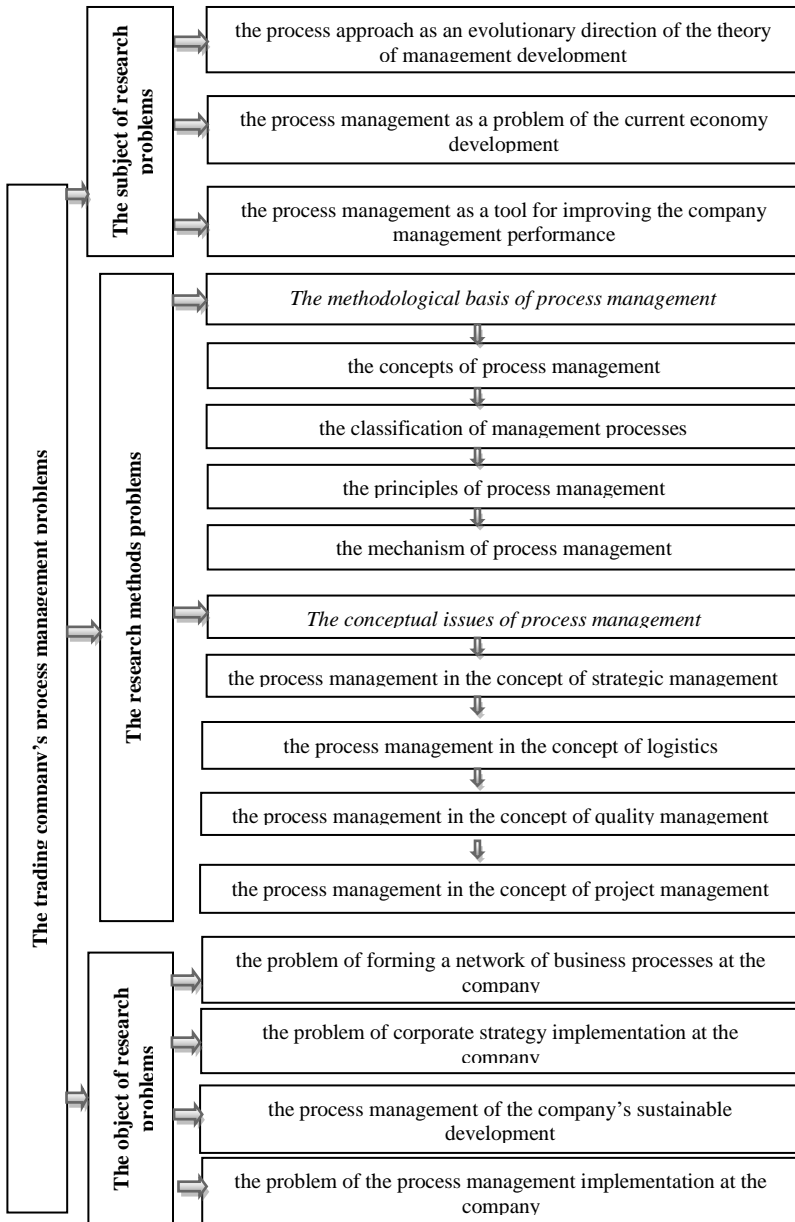 The trading company's process management problems
The subject of research
problems
the process approach as an evolutionary direction of the theory
of management development
the process management as a problem of the current economy
development
the process management as a tool for improving the company
management performance
The research methods problems
The methodological basis of process management
the concepts of process management
the classification of management processes
the principles of process management
the mechanism of process management
The conceptual issues of process management
the process management in the concept of strategic management
the process management in the concept of logistics
the process management in the concept of quality management
the process management in the concept of project management
The object of research
problems
the problem of forming a network of business processes at the
company
the problem of corporate strategy implementation at the
company
the process management of the company's sustainable
development
the problem of the process management implementation at the
company